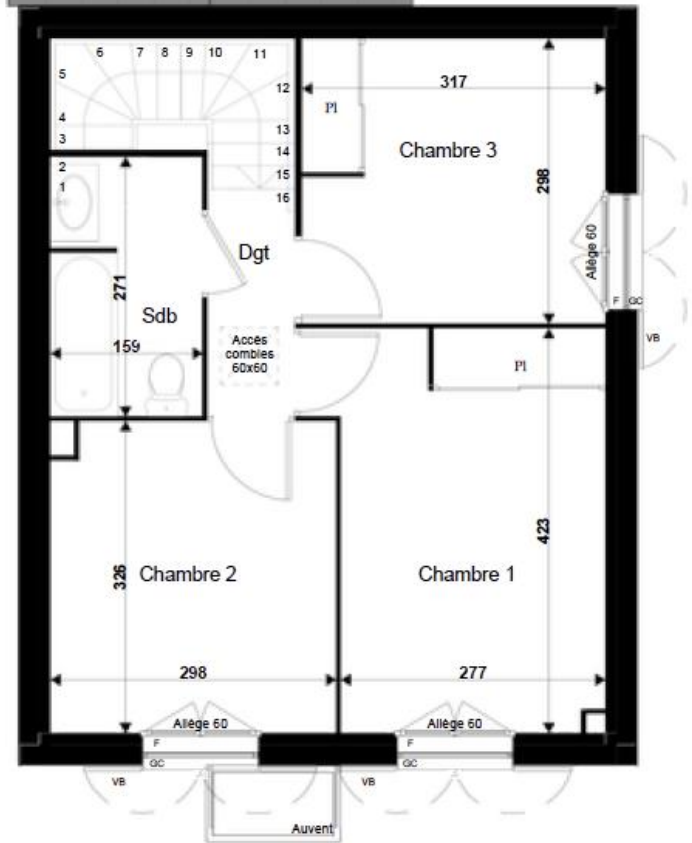 6
7
8
9
10
11
5
12
4
13
3
14
2
15
1
16
Pl
317
Chambre 3
298
Allège 60
F
GC
VB
Dgt
271
Sdb
159
Accès
combles
60x60
Pl
423
326
Chambre 2
Chambre 1
298
277
Allège 60
Allège 60
F
F
GC
GC
VB
VB
Auvent